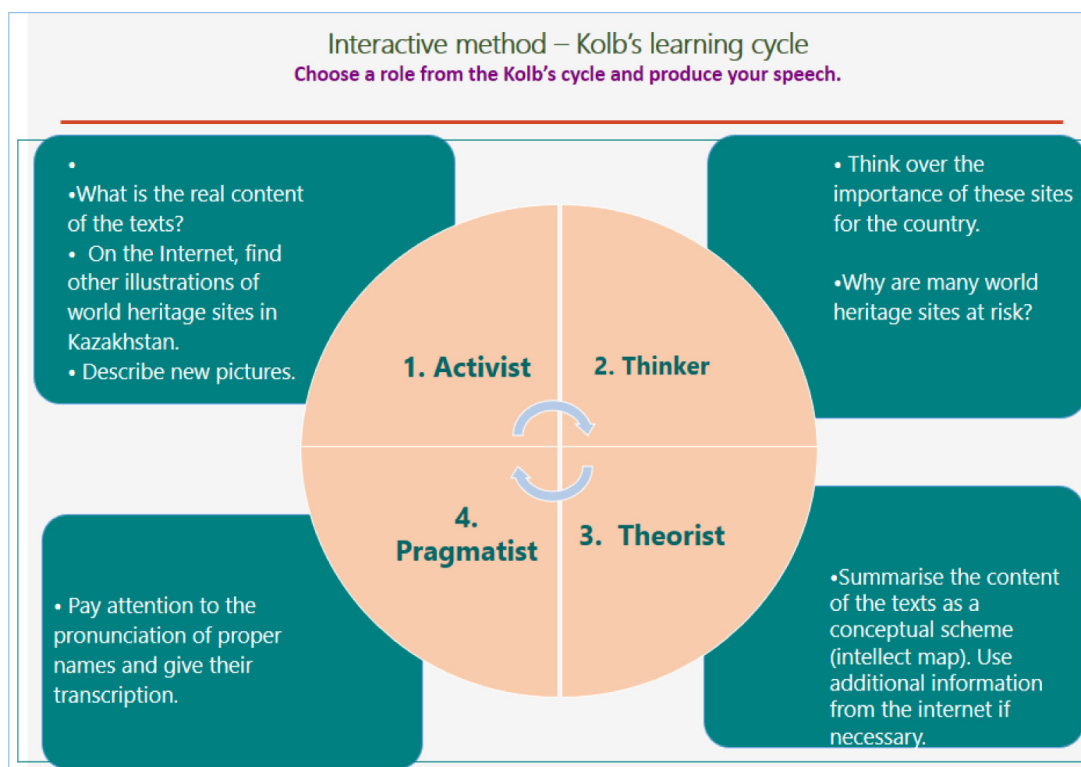 Interactive method – Kolb's learning cycle
Choose a role from the Kolb's cycle and produce your speech.
•
•What is the real content
of the texts?
• On the Internet, find
other illustrations of
world heritage sites in
Kazakhstan.
• Describe new pictures.
• Think over the
importance of these sites
for the country.
•Why are many world
heritage sites at risk?
1. Activist
2. Thinker
4.
Pragmatist
3. Theorist
• Pay attention to the
pronunciation of proper
names and give their
transcription.
•Summarise the content
of the texts as a
conceptual scheme
(intellect map). Use
additional information
from the internet if
necessary.